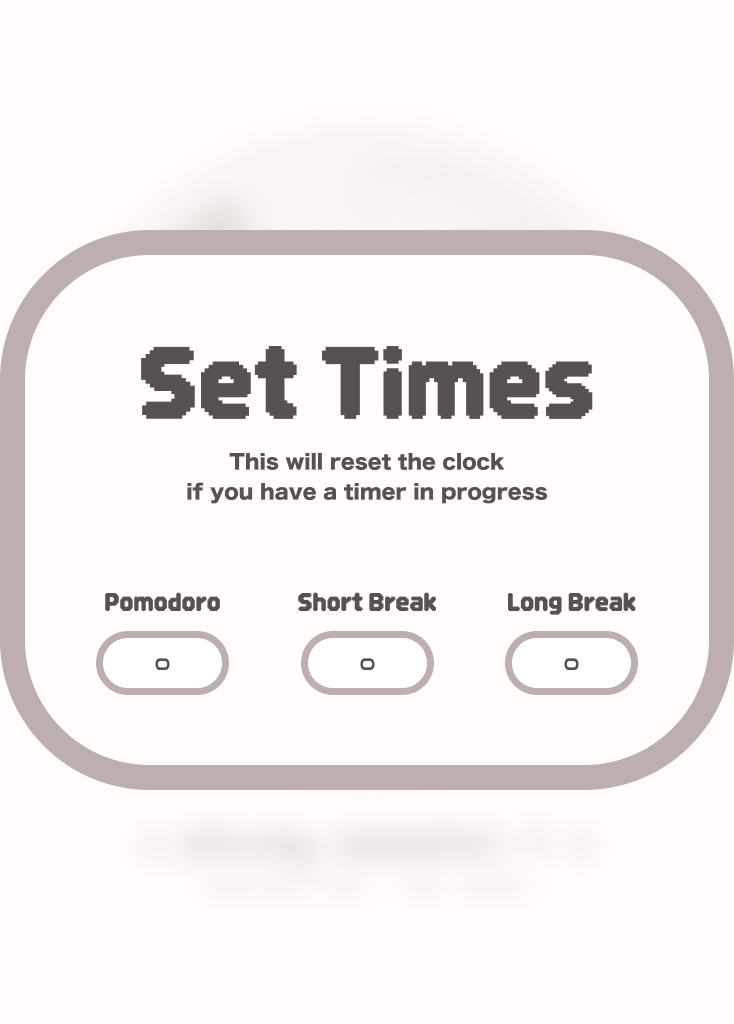 Set Times
This will reset the clock
if you have a timer in progress
Pomodoro Short Break Long Break
0 0 0